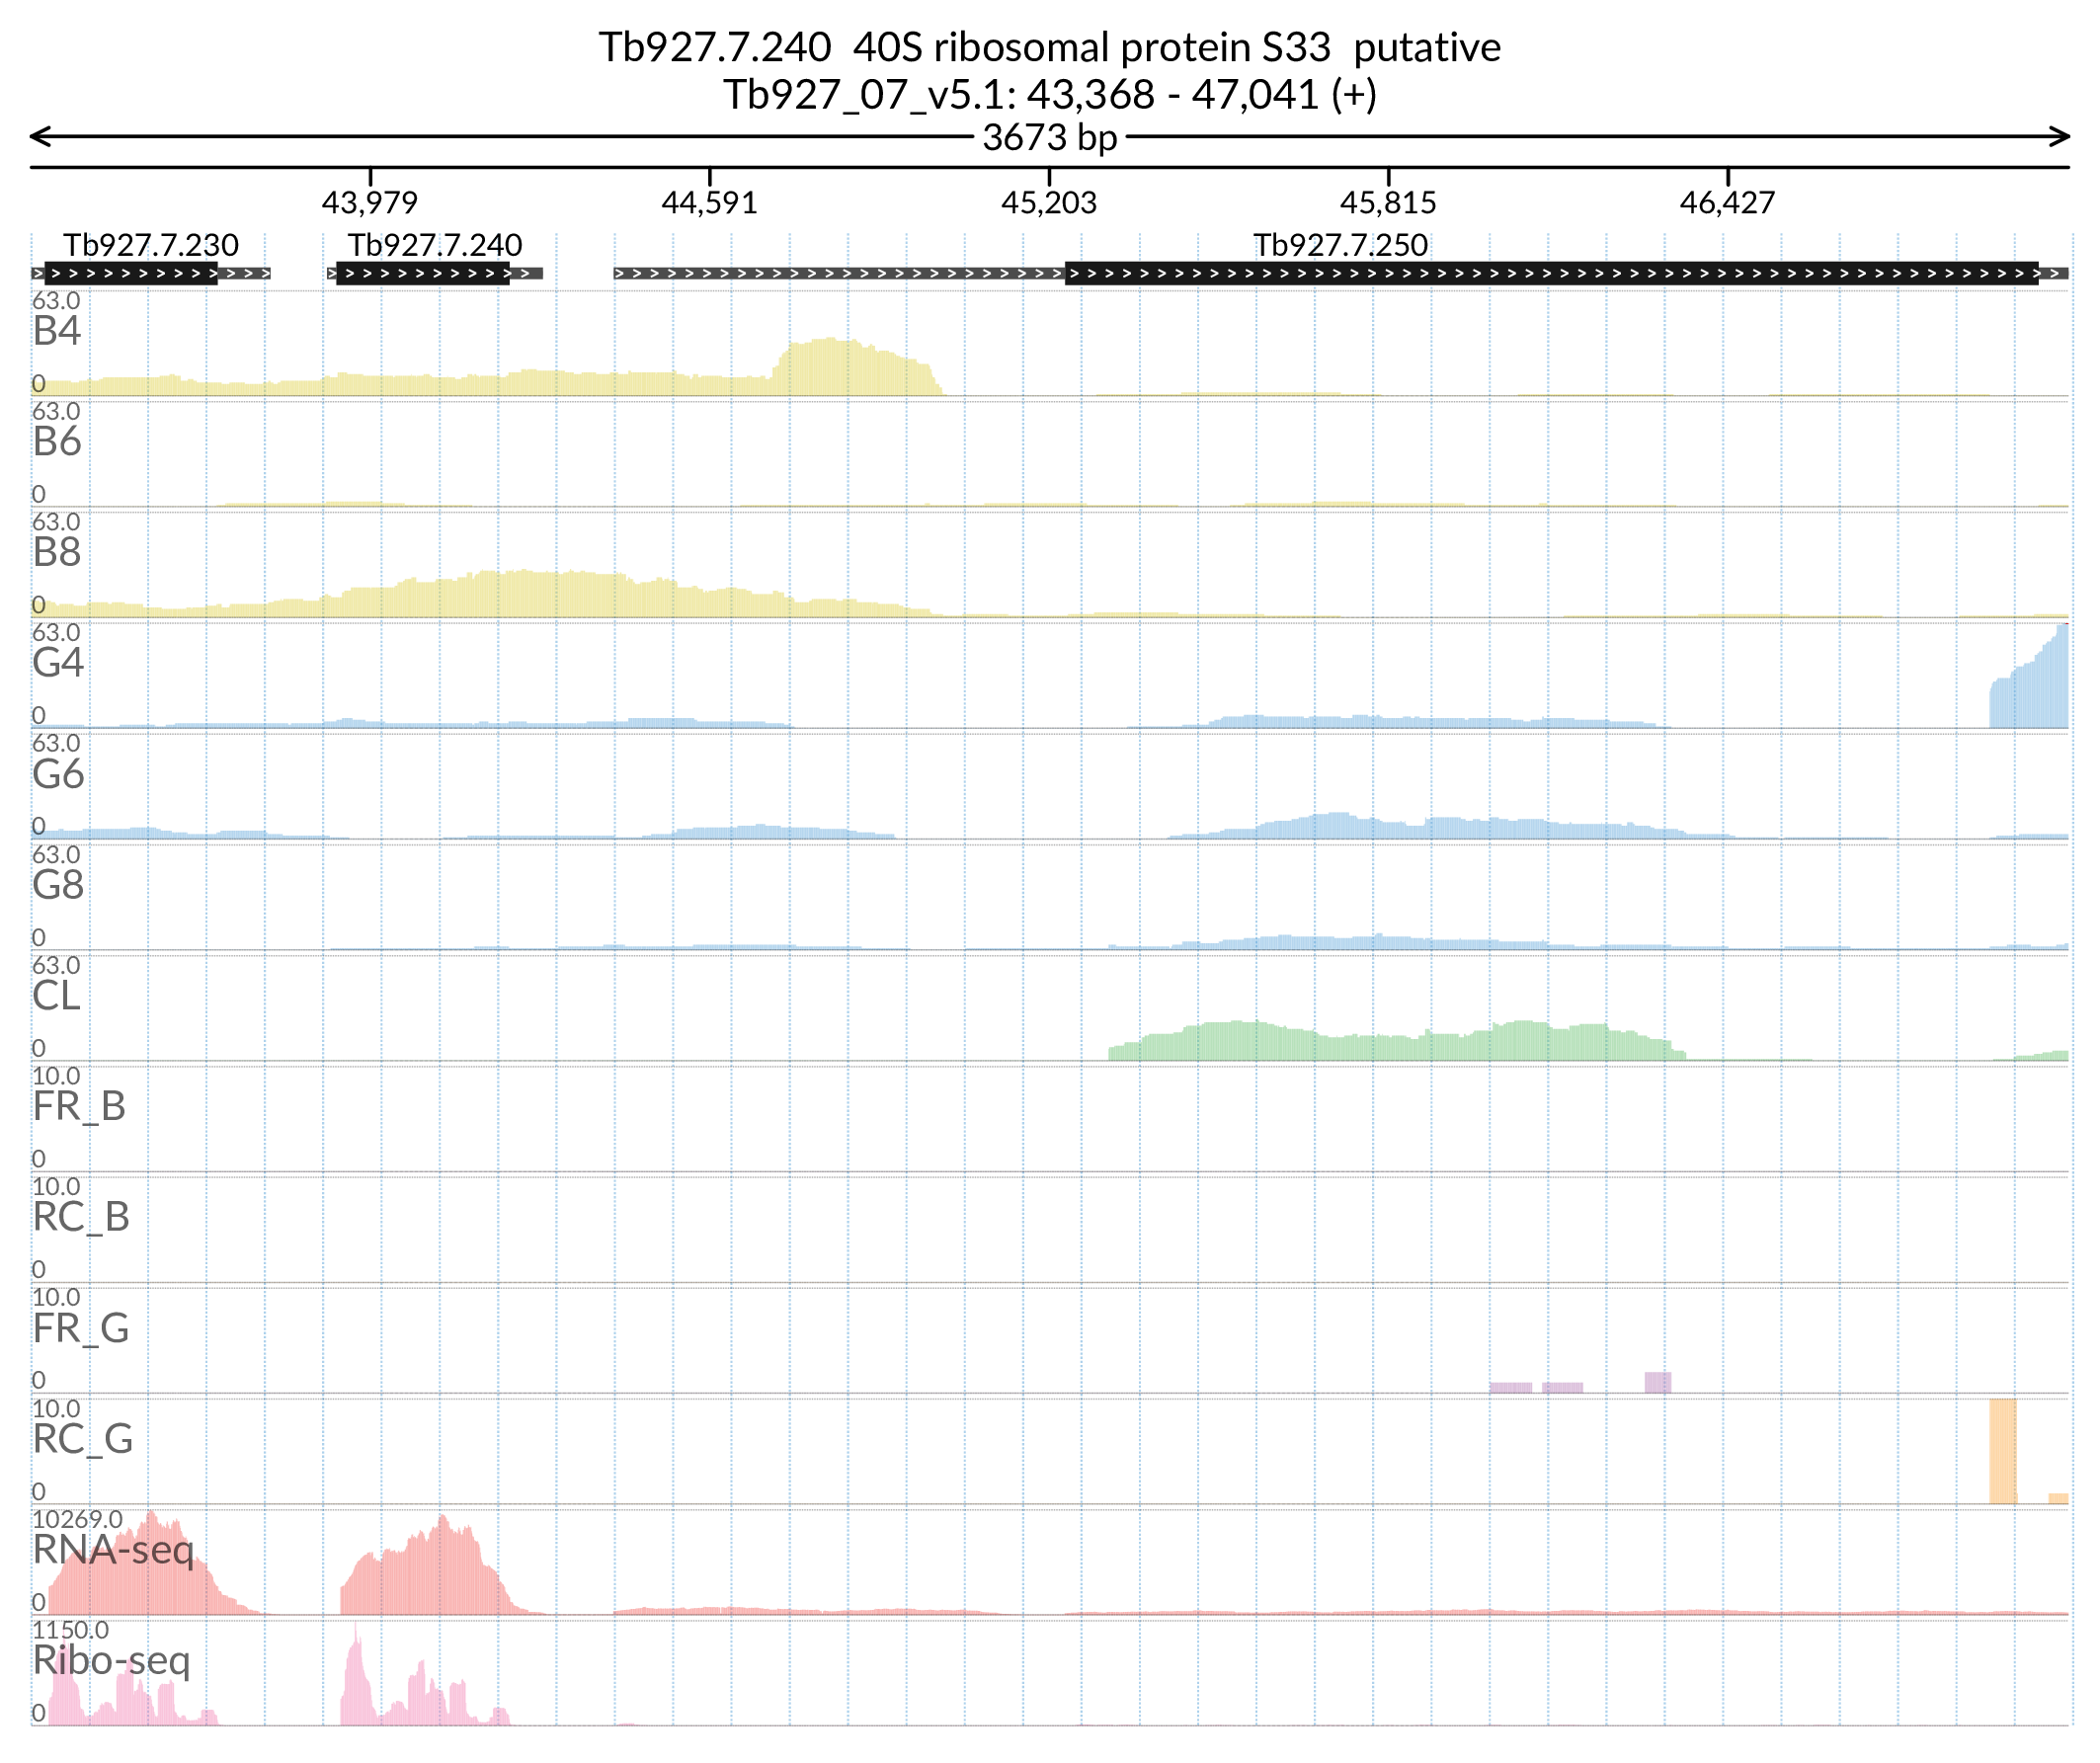 Tb927.7.240  40S ribosomal protein S33  putative
Tb927_07_v5.1: 43,368 - 47,041 (+)
3673 bp
43,979 44,591 45,203 45,815 46,427
Tb927.7.230 Tb927.7.240 Tb927.7.250
63.0
B4
0
63.0
B6
0
63.0
B8
0
63.0
G4
0
63.0
G6
0
63.0
G8
0
63.0
CL
0
10.0
FR_B
0
10.0
RC_B
0
10.0
FR_G
0
10.0
RC_G
0
10269.0
RNA-seq
0
1150.0
Ribo-seq
0